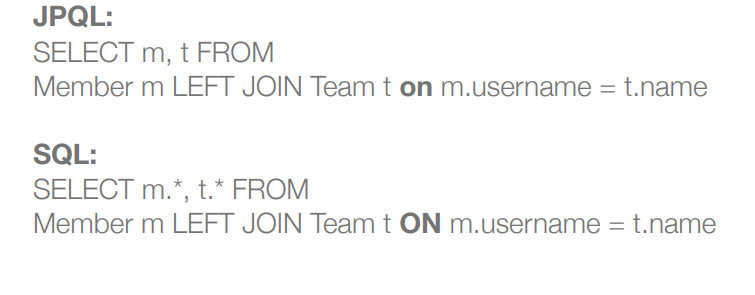 JPQL:
SELECT m, t FROM
Member m LEFT JOIN Team t on m.username = t.name
SQL:
SELECT m.*, t.* FROM
Member m LEFT JOIN Team t ON m.username = t.name